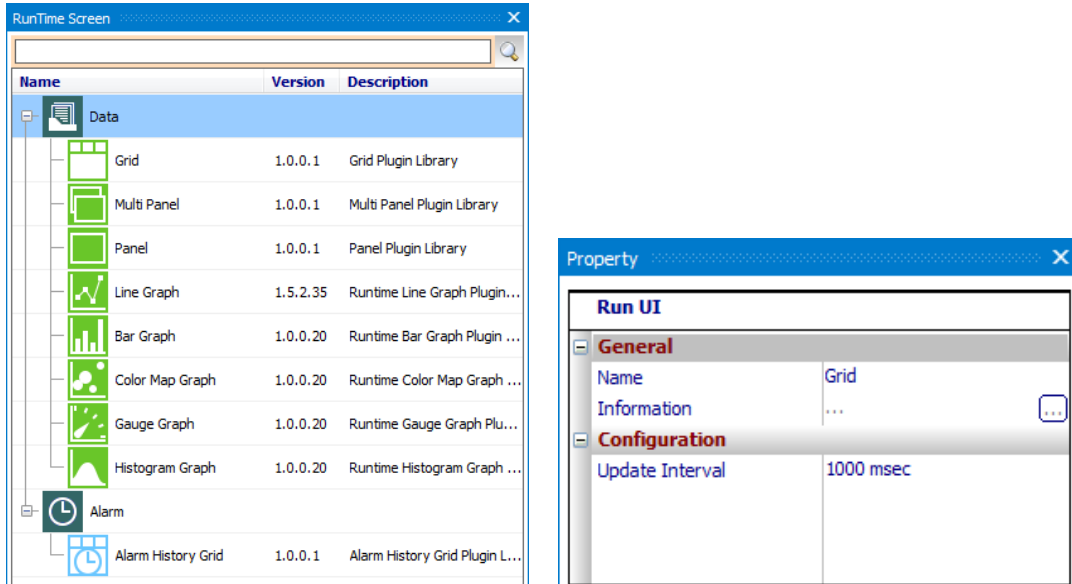 RunTime Screen
Name Version Description
Data
Grid 1.0.0.1 Grid Plugin Library
Multi Panel 1.0.0.1 Multi Panel Plugin Library
Panel 1.0.0.1 Panel Plugin Library
Line Graph 1.5.2.35 Runtime Line Graph Plugin...
Bar Graph 1.0.0.20 Runtime Bar Graph Plugin ...
Color Map Graph 1.0.0.20 Runtime Color Map Graph ...
Gauge Graph 1.0.0.20 Runtime Gauge Graph Plu...
Histogram Graph 1.0.0.20 Runtime Histogram Graph ...
Alarm
Alarm History Grid 1.0.0.1 Alarm History Grid Plugin L...
Property
Run UI
General
Name Grid
Information ... ...
Configuration
Update Interval 1000 msec